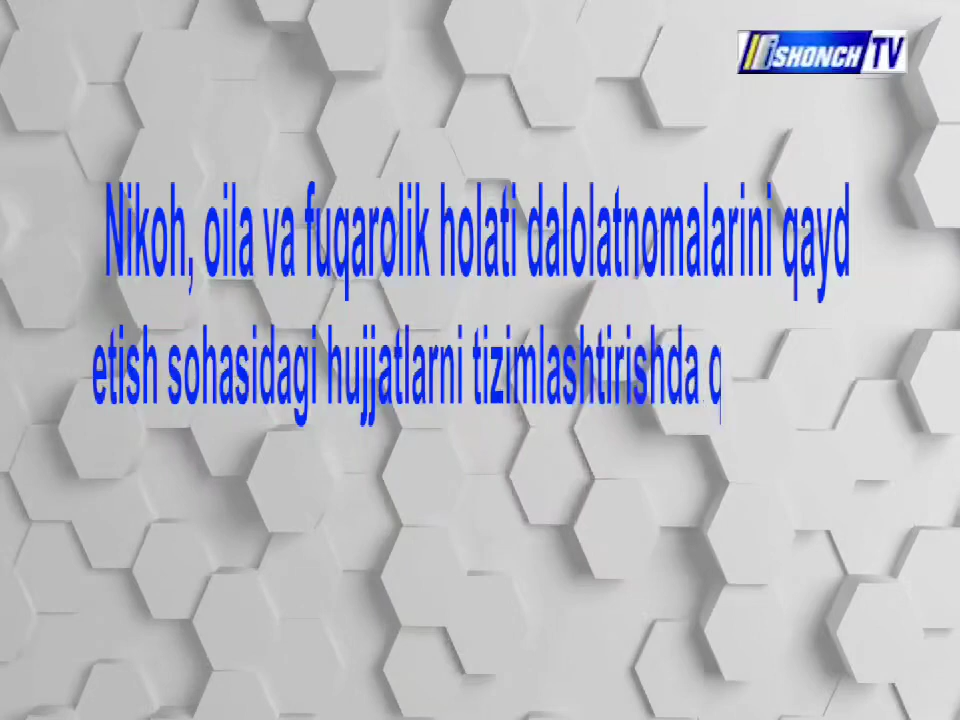 ISHONCH TV
Nikoh, oila va fuqarolik holati dalolatnomalarini qayd
etish sohasidagi hujjatlarni tizimlashtirishda